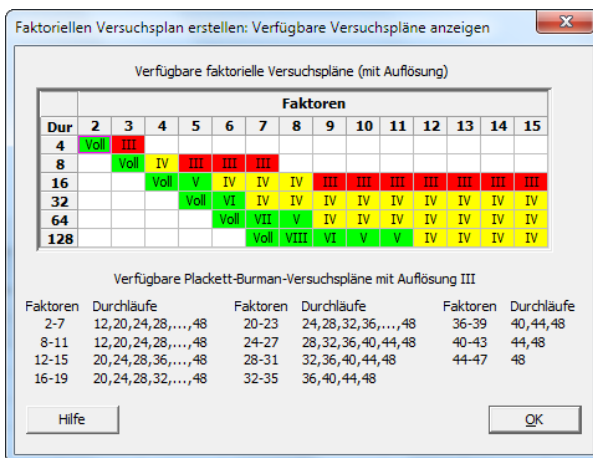 Faktoriellen Versuchsplan erstellen: Verfügbare Versuchspläne anzeigen
Verfügbare faktorielle Versuchspläne (mit Auflösung)
Faktoren
Dur 2 3 4 5 6 7 8 9 10 11 12 13 14 15
4 Voll III
8 Voll IV III III III
16 Voll V IV IV IV III III III III III III III
32 Voll VI IV IV IV IV IV IV IV IV IV
64 Voll VII V IV IV IV IV IV IV IV
128 Voll VIII VI V V IV IV IV IV
Verfügbare Plackett-Burman-Versuchspläne mit Auflösung III
Faktoren Durchläufe Faktoren Durchläufe Faktoren Durchläufe
2-7 12,20,24,28,...,48 20-23 24,28,32,36,...,48 36-39 40,44,48
8-11 12,20,24,28,...,48 24-27 28,32,36,40,44,48 40-43 44,48
12-15 20,24,28,36,...,48 28-31 32,36,40,44,48 44-47 48
16-19 20,24,28,32,...,48 32-35 36,40,44,48
Hilfe OK